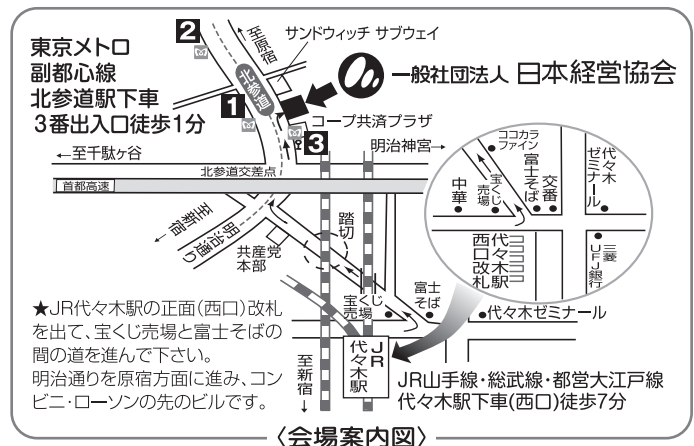 東京メトロ
副都心線
北参道駅下車
3番出入口徒歩1分
2
至原宿
サンドウィッチ サブウェイ
北参道
一般社団法人 日本経営協会
1
コープ共済プラザ
3
明治神宮→
←至千駄ヶ谷
北参道交差点
首都高速
至新宿
明治通り
共産党
本部
踏切
ココカラ
ファイン
代々木
ゼミナール
富士そば
交番
宝くじ
売場
中華
代々木駅
西口改札
三菱
UFJ銀行
宝くじ
売場
富士
そば
代々木ゼミナール
JR
代々木駅
至新宿
↓
★JR代々木駅の正面(西口)改札
を出て、宝くじ売場と富士そばの
間の道を進んで下さい。
明治通りを原宿方面に進み、コン
ビニ・ローソンの先のビルです。
JR山手線・総武線・都営大江戸線
代々木駅下車(西口)徒歩7分
〈会場案内図〉